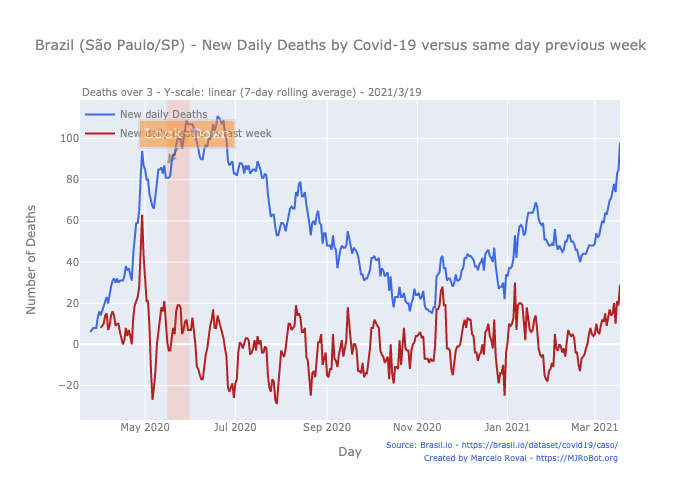 Brazil (São Paulo/SP) - New Daily Deaths by Covid-19 versus same day previous week
Deaths over 3 - Y-scale: linear (7-day rolling average) - 2021/3/19
New daily Deaths
New daily deaths - last week
100
80
60
40
20
0
−20
Number of Deaths
May 2020
Jul 2020
Sep 2020
Nov 2020
Jan 2021
Mar 2021
Day
Source: Brasil.io - https://brasil.io/dataset/covid19/caso/
Created by Marcelo Rovai - https://MJRoBot.org